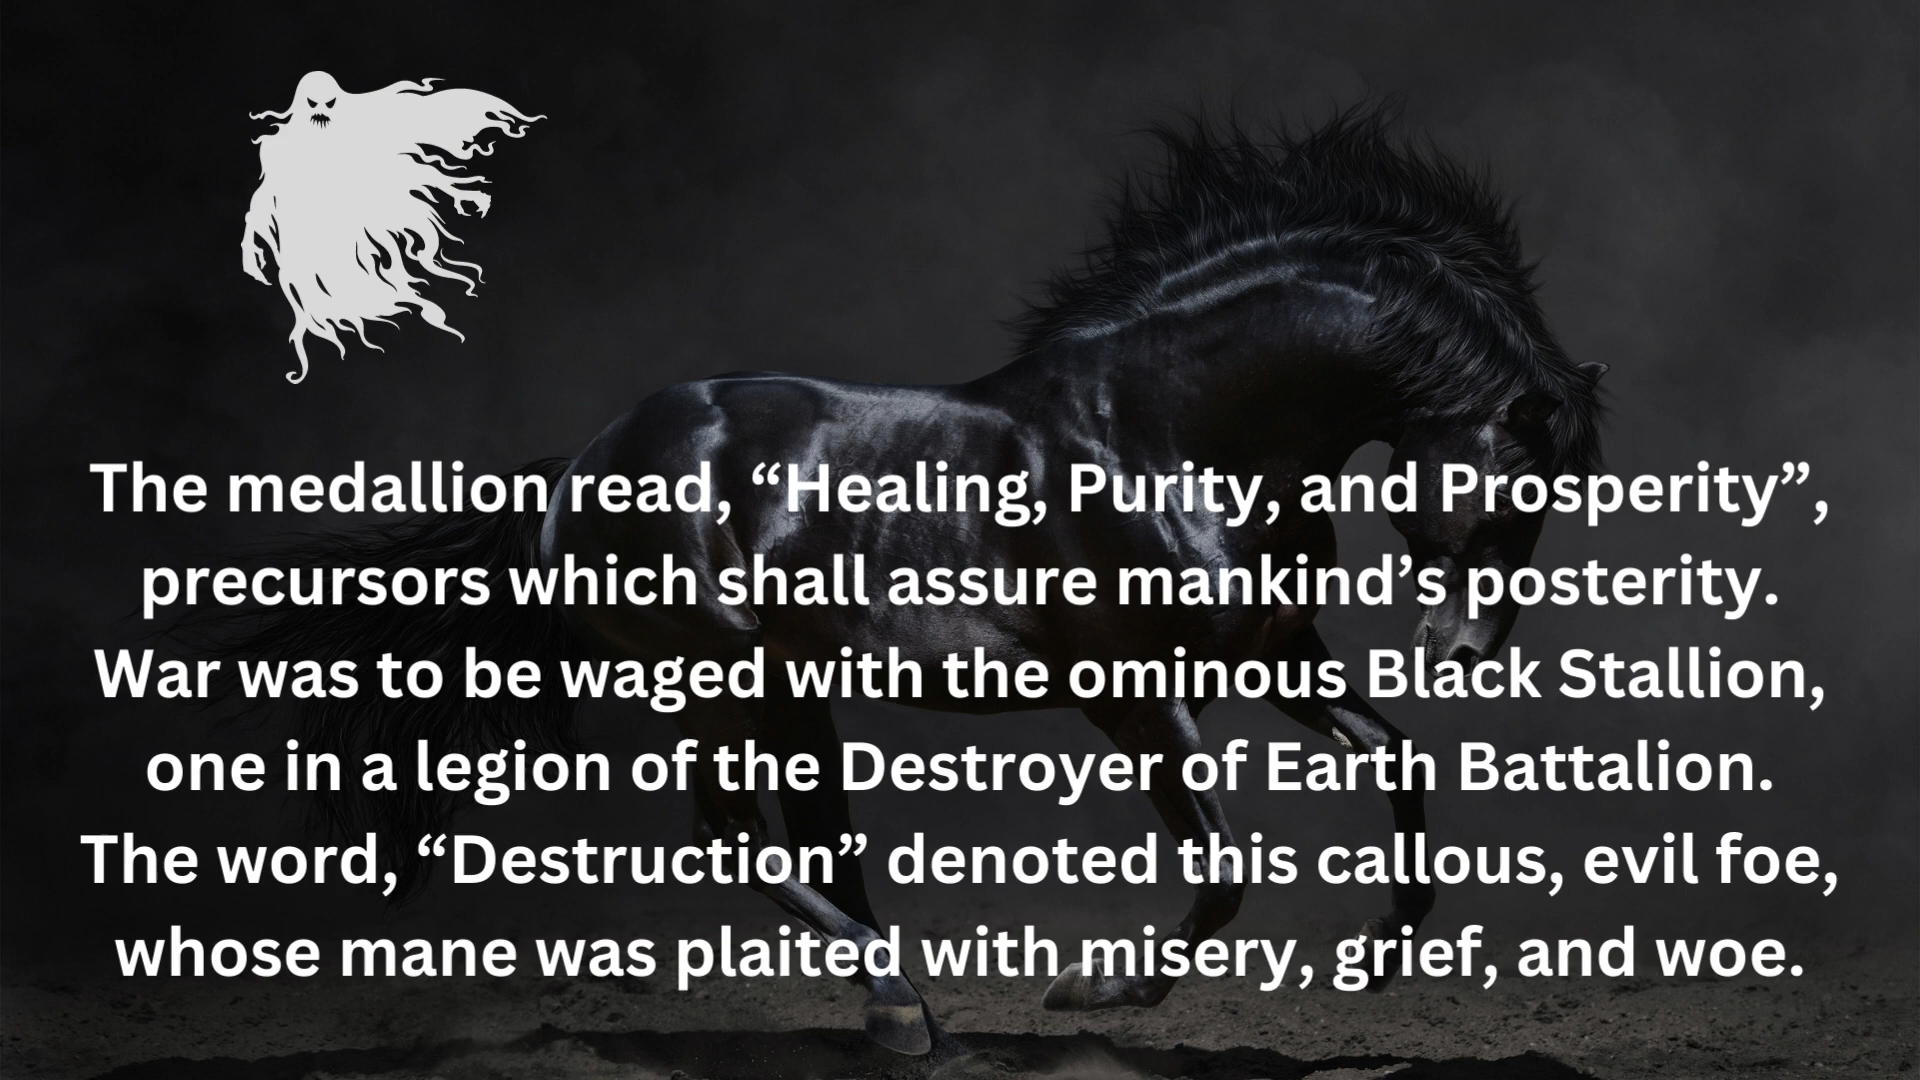 The medallion read, “Healing, Purity, and Prosperity”,
precursors which shall assure mankind’s posterity.
War was to be waged with the ominous Black Stallion,
one in a legion of the Destroyer of Earth Battalion.
The word, “Destruction” denoted this callous, evil foe,
whose mane was plaited with misery, grief, and woe.